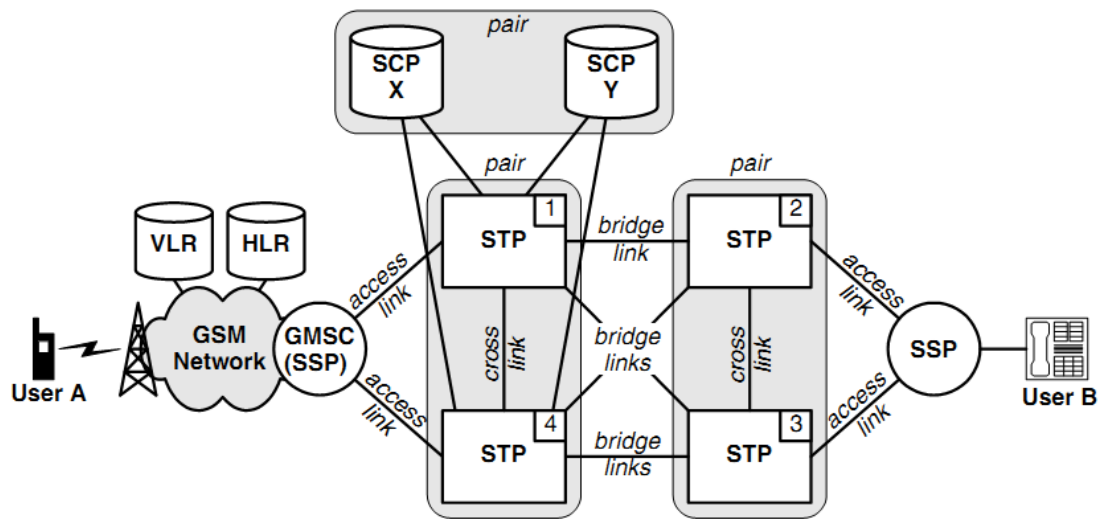 pair
SCP
X
SCP
Y
pair
pair
1
STP
2
STP
bridge
link
VLR
HLR
access
link
access
link
GSM
Network
GMSC
(SSP)
cross
link
bridge
links
cross
link
SSP
User A
User B
access
link
access
link
4
STP
3
STP
bridge
links